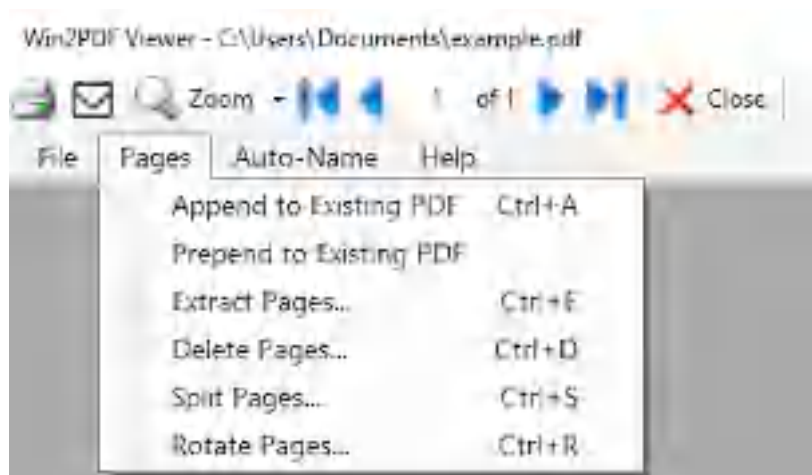 Win2PDF Viewer - C:\Users\Documents\example.pdf
Zoom 1 of 1 Close
File Pages Auto-Name Help
Append to Existing PDF Ctrl+A
Prepend to Existing PDF
Extract Pages... Ctrl+E
Delete Pages... Ctrl+D
Split Pages... Ctrl+S
Rotate Pages... Ctrl+R